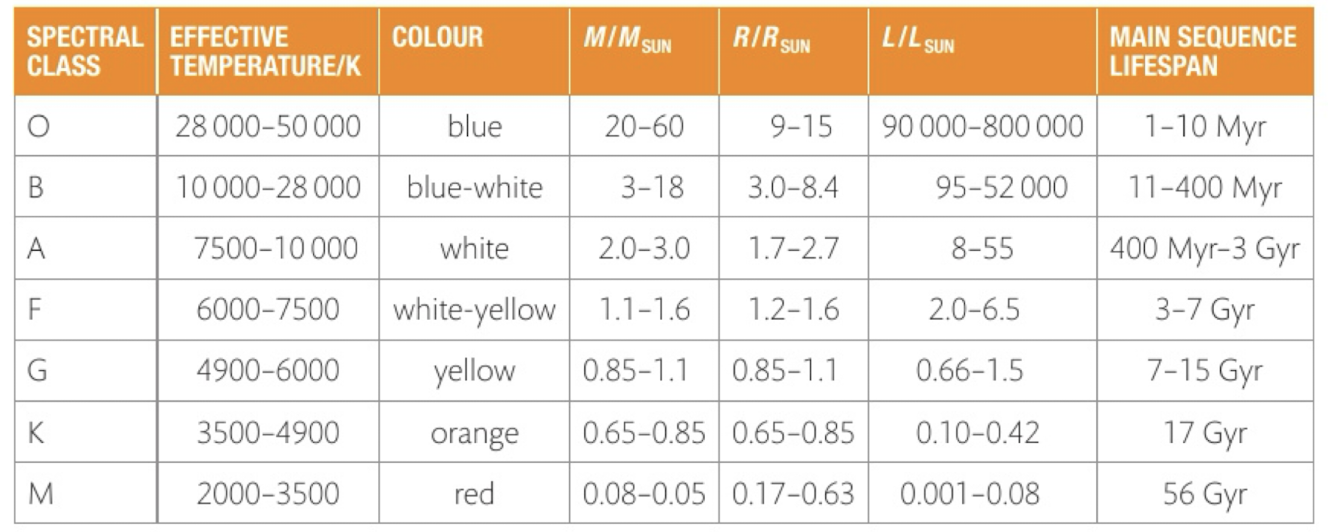 SPECTRAL CLASS EFFECTIVE TEMPERATURE/K COLOUR M/M SUN R/R SUN L/L SUN MAIN SEQUENCE LIFESPAN
O 28 000–50 000 blue 20–60 9–15 90 000–800 000 1–10 Myr
B 10 000–28 000 blue-white 3–18 3.0–8.4 95–52 000 11–400 Myr
A 7500–10 000 white 2.0–3.0 1.7–2.7 8–55 400 Myr–3 Gyr
F 6000–7500 white-yellow 1.1–1.6 1.2–1.6 2.0–6.5 3–7 Gyr
G 4900–6000 yellow 0.85–1.1 0.85–1.1 0.66–1.5 7–15 Gyr
K 3500–4900 orange 0.65–0.85 0.65–0.85 0.10–0.42 17 Gyr
M 2000–3500 red 0.08–0.05 0.17–0.63 0.001–0.08 56 Gyr